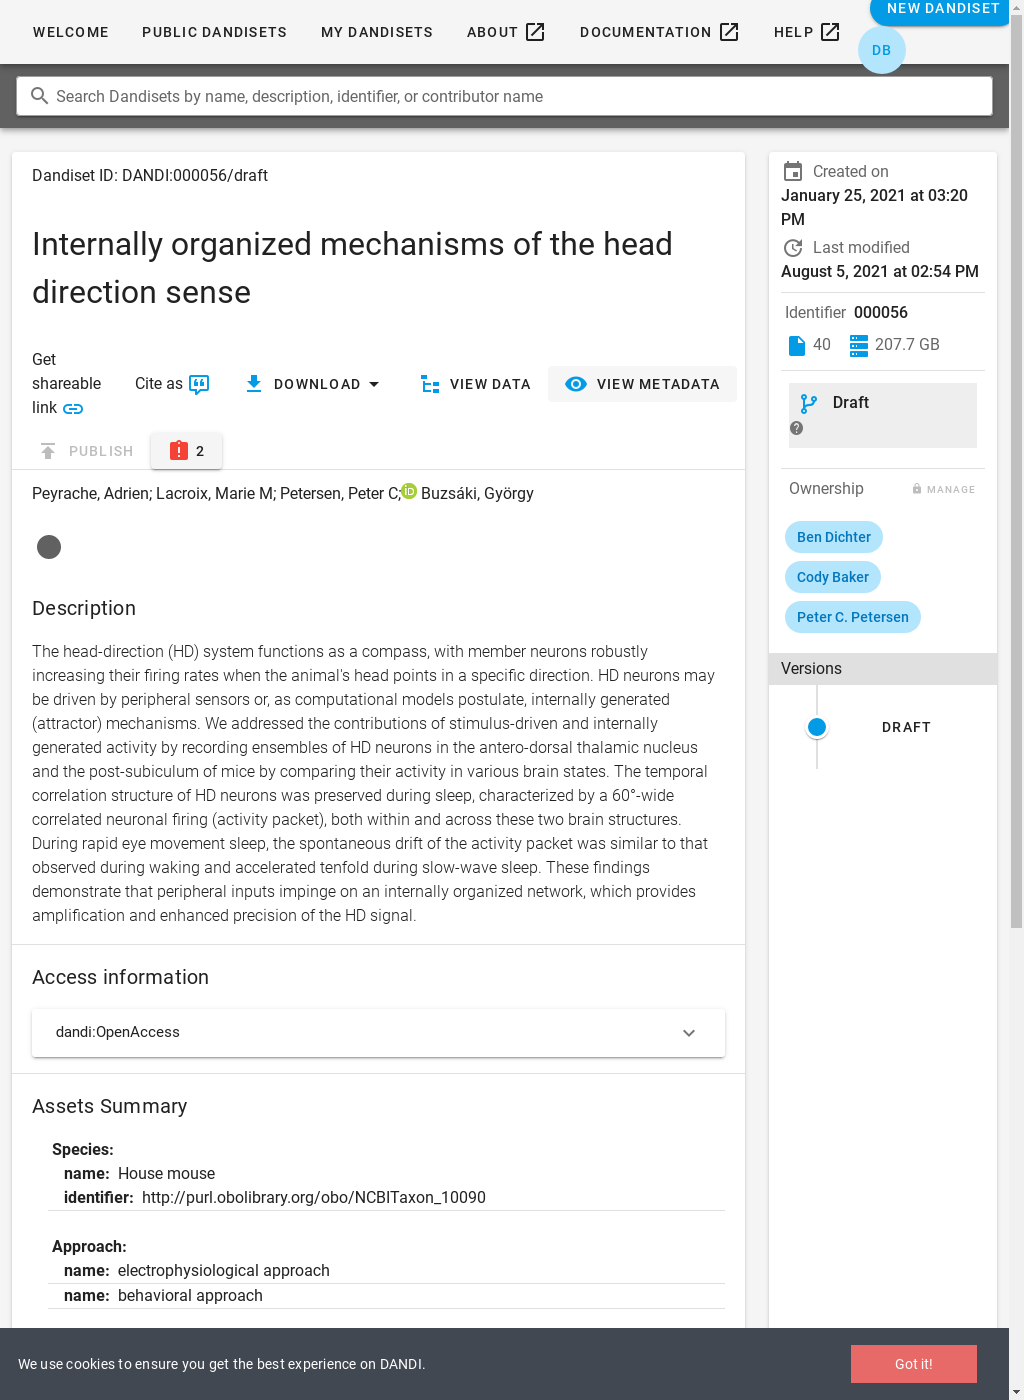 WELCOME PUBLIC DANDISETS MY DANDISETS ABOUT DOCUMENTATION HELP NEW DANDISET
DB
Search Dandisets by name, description, identifier, or contributor name
Dandiset ID: DANDI:000056/draft
Internally organized mechanisms of the head
direction sense
Get
shareable
link
Cite as DOWNLOAD VIEW DATA VIEW METADATA
PUBLISH 2
Peyrache, Adrien; Lacroix, Marie M; Petersen, Peter C; iD Buzsáki, György
Description
The head-direction (HD) system functions as a compass, with member neurons robustly
increasing their firing rates when the animal's head points in a specific direction. HD neurons may
be driven by peripheral sensors or, as computational models postulate, internally generated
(attractor) mechanisms. We addressed the contributions of stimulus-driven and internally
generated activity by recording ensembles of HD neurons in the antero-dorsal thalamic nucleus
and the post-subiculum of mice by comparing their activity in various brain states. The temporal
correlation structure of HD neurons was preserved during sleep, characterized by a 60°-wide
correlated neuronal firing (activity packet), both within and across these two brain structures.
During rapid eye movement sleep, the spontaneous drift of the activity packet was similar to that
observed during waking and accelerated tenfold during slow-wave sleep. These findings
demonstrate that peripheral inputs impinge on an internally organized network, which provides
amplification and enhanced precision of the HD signal.
Access information
dandi:OpenAccess
Assets Summary
Species:
name: House mouse
identifier: http://purl.obolibrary.org/obo/NCBITaxon_10090
Approach:
name: electrophysiological approach
name: behavioral approach
Created on
January 25, 2021 at 03:20
PM
Last modified
August 5, 2021 at 02:54 PM
Identifier 000056
40 207.7 GB
Draft
Ownership MANAGE
Ben Dichter
Cody Baker
Peter C. Petersen
Versions
DRAFT
We use cookies to ensure you get the best experience on DANDI.
Got it!